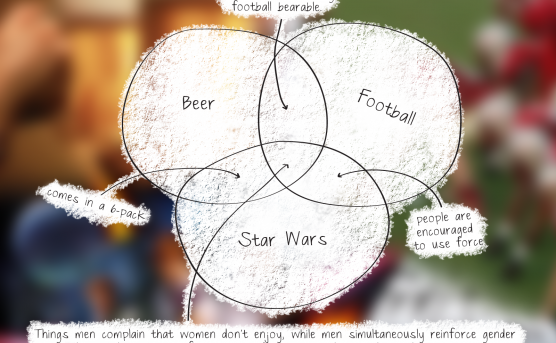 football bearable
Beer
Football
comes in a 6-pack
people are
encouraged
to use force
Star Wars
Things men complain that women don't enjoy, while men simultaneously reinforce gender